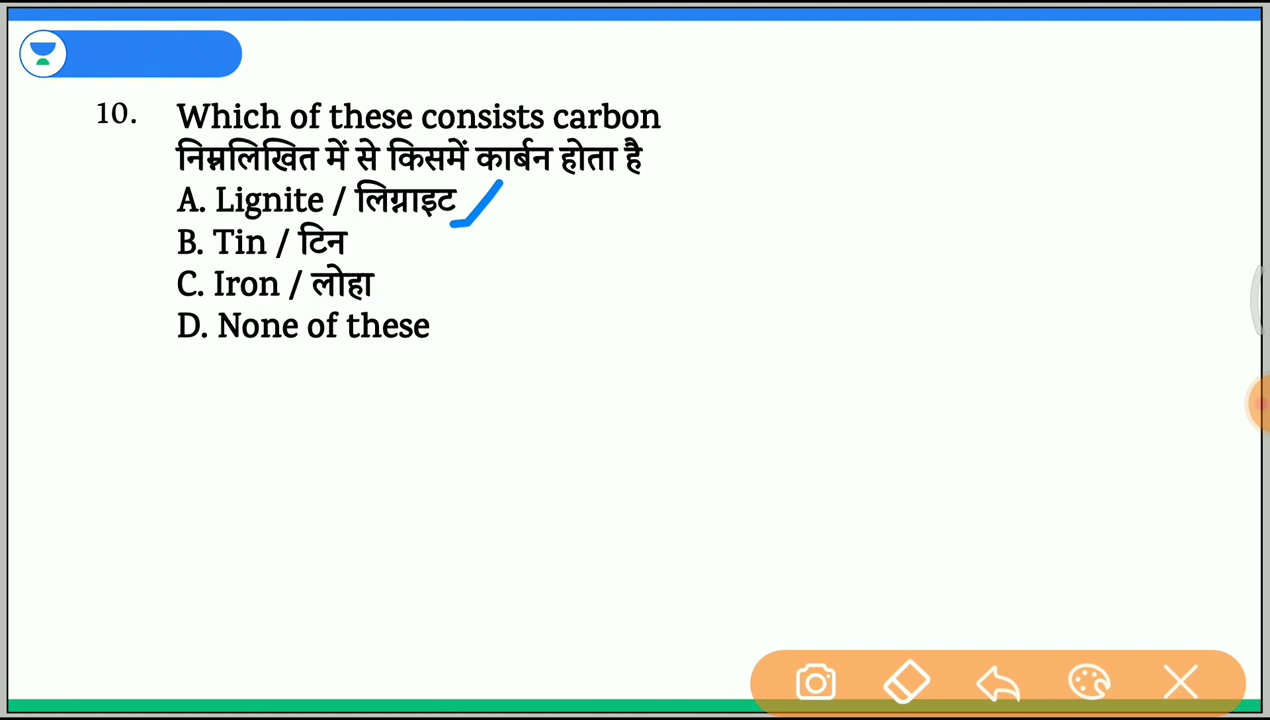 10. Which of these consists carbon
निम्नलिखित में से किसमें कार्बन होता है
A. Lignite / लिग्नाइट
B. Tin / टिन
C. Iron / लोहा
D. None of these